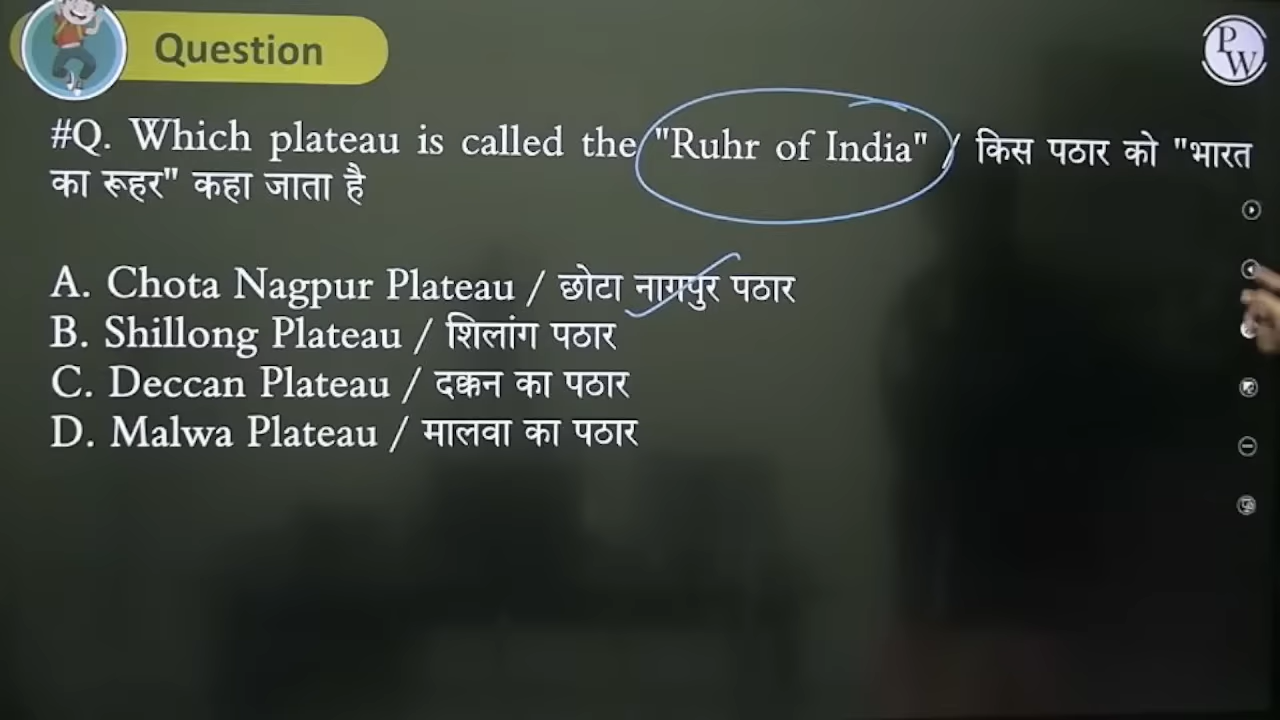 Question
PW
#Q. Which plateau is called the "Ruhr of India" / किस पठार को "भारत
का रूहर" कहा जाता है
A. Chota Nagpur Plateau / छोटा नागपुर पठार
B. Shillong Plateau / शिलांग पठार
C. Deccan Plateau / दक्कन का पठार
D. Malwa Plateau / मालवा का पठार